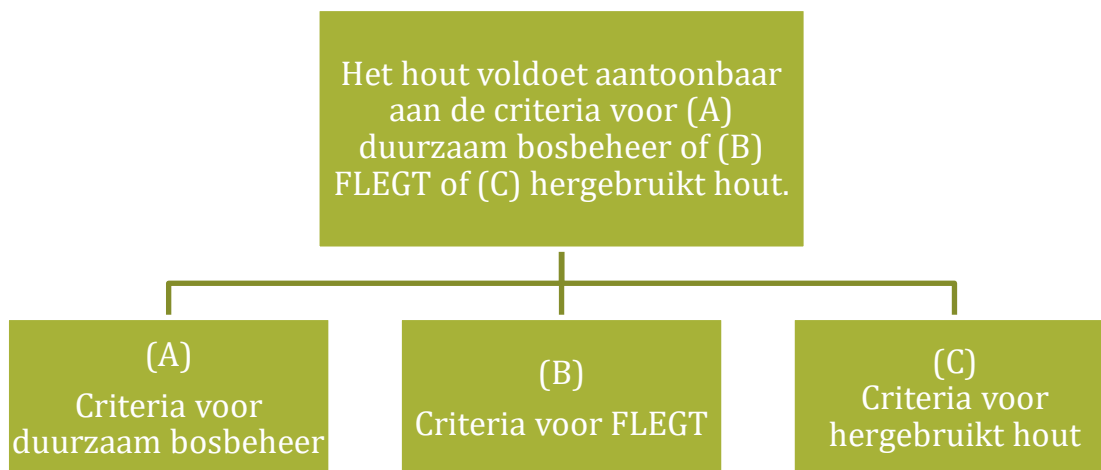 Het hout voldoet aantoonbaar
aan de criteria voor (A)
duurzaam bosbeheer of (B)
FLEGT of (C) hergebruikt hout.
(A)
Criteria voor
duurzaam bosbeheer
(B)
Criteria voor FLEGT
(C)
Criteria voor
hergebruikt hout